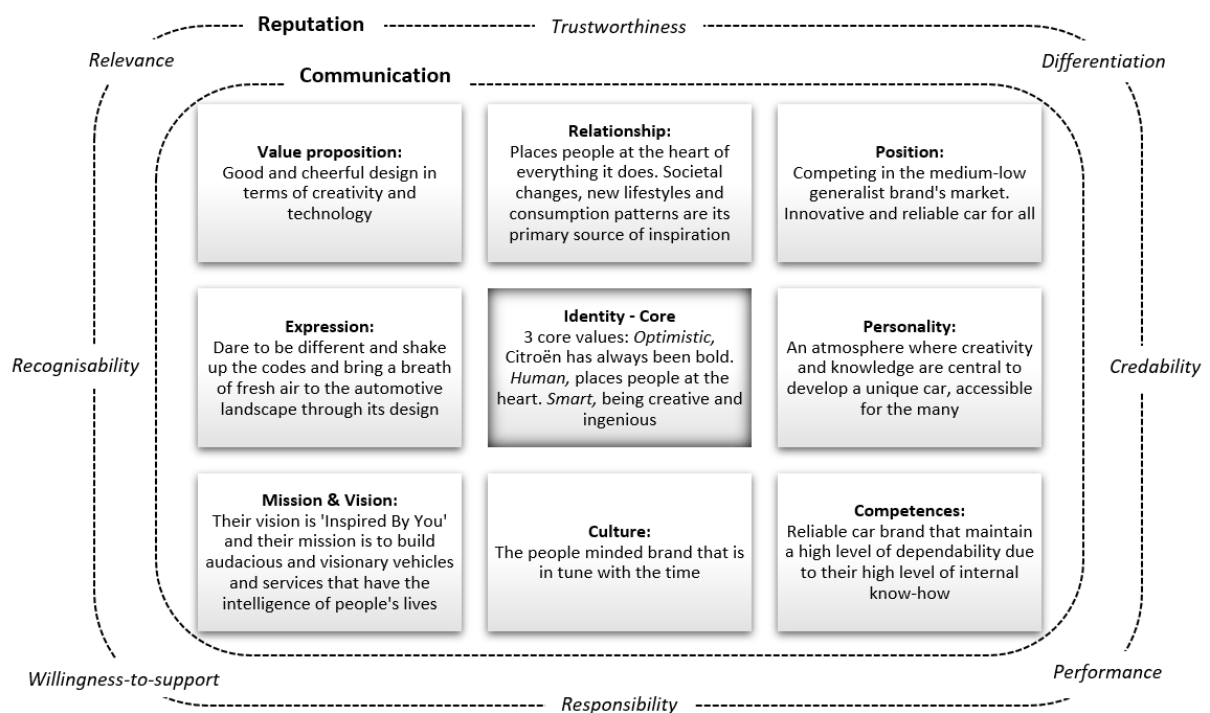 Reputation
Trustworthiness
Relevance
Differentiation
Communication
Value proposition:
Good and cheerful design in
terms of creativity and
technology
Relationship:
Places people at the heart of
everything it does. Societal
changes, new lifestyles and
consumption patterns are its
primary source of inspiration
Position:
Competing in the medium-low
generalist brand's market.
Innovative and reliable car for all
Recognisability
Expression:
Dare to be different and shake
up the codes and bring a breath
of fresh air to the automotive
landscape through its design
Identity - Core
3 core values: Optimistic,
Citroën has always been bold.
Human, places people at the
heart. Smart, being creative and
ingenious
Personality:
An atmosphere where creativity
and knowledge are central to
develop a unique car, accessible
for the many
Credability
Mission & Vision:
Their vision is 'Inspired By You'
and their mission is to build
audacious and visionary vehicles
and services that have the
intelligence of people's lives
Culture:
The people minded brand that is
in tune with the time
Competences:
Reliable car brand that maintain
a high level of dependability due
to their high level of internal
know-how
Willingness-to-support
Responsibility
Performance